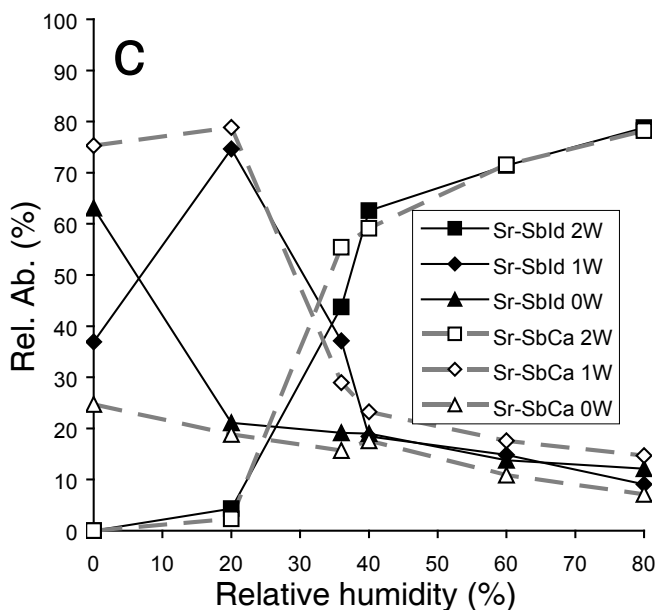 C
Rel. Ab. (%)
100
90
80
70
60
50
40
30
20
10
0
Sr-SbId 2W
Sr-SbId 1W
Sr-SbId 0W
Sr-SbCa 2W
Sr-SbCa 1W
Sr-SbCa 0W
0 10 20 30 40 50 60 70 80
Relative humidity (%)